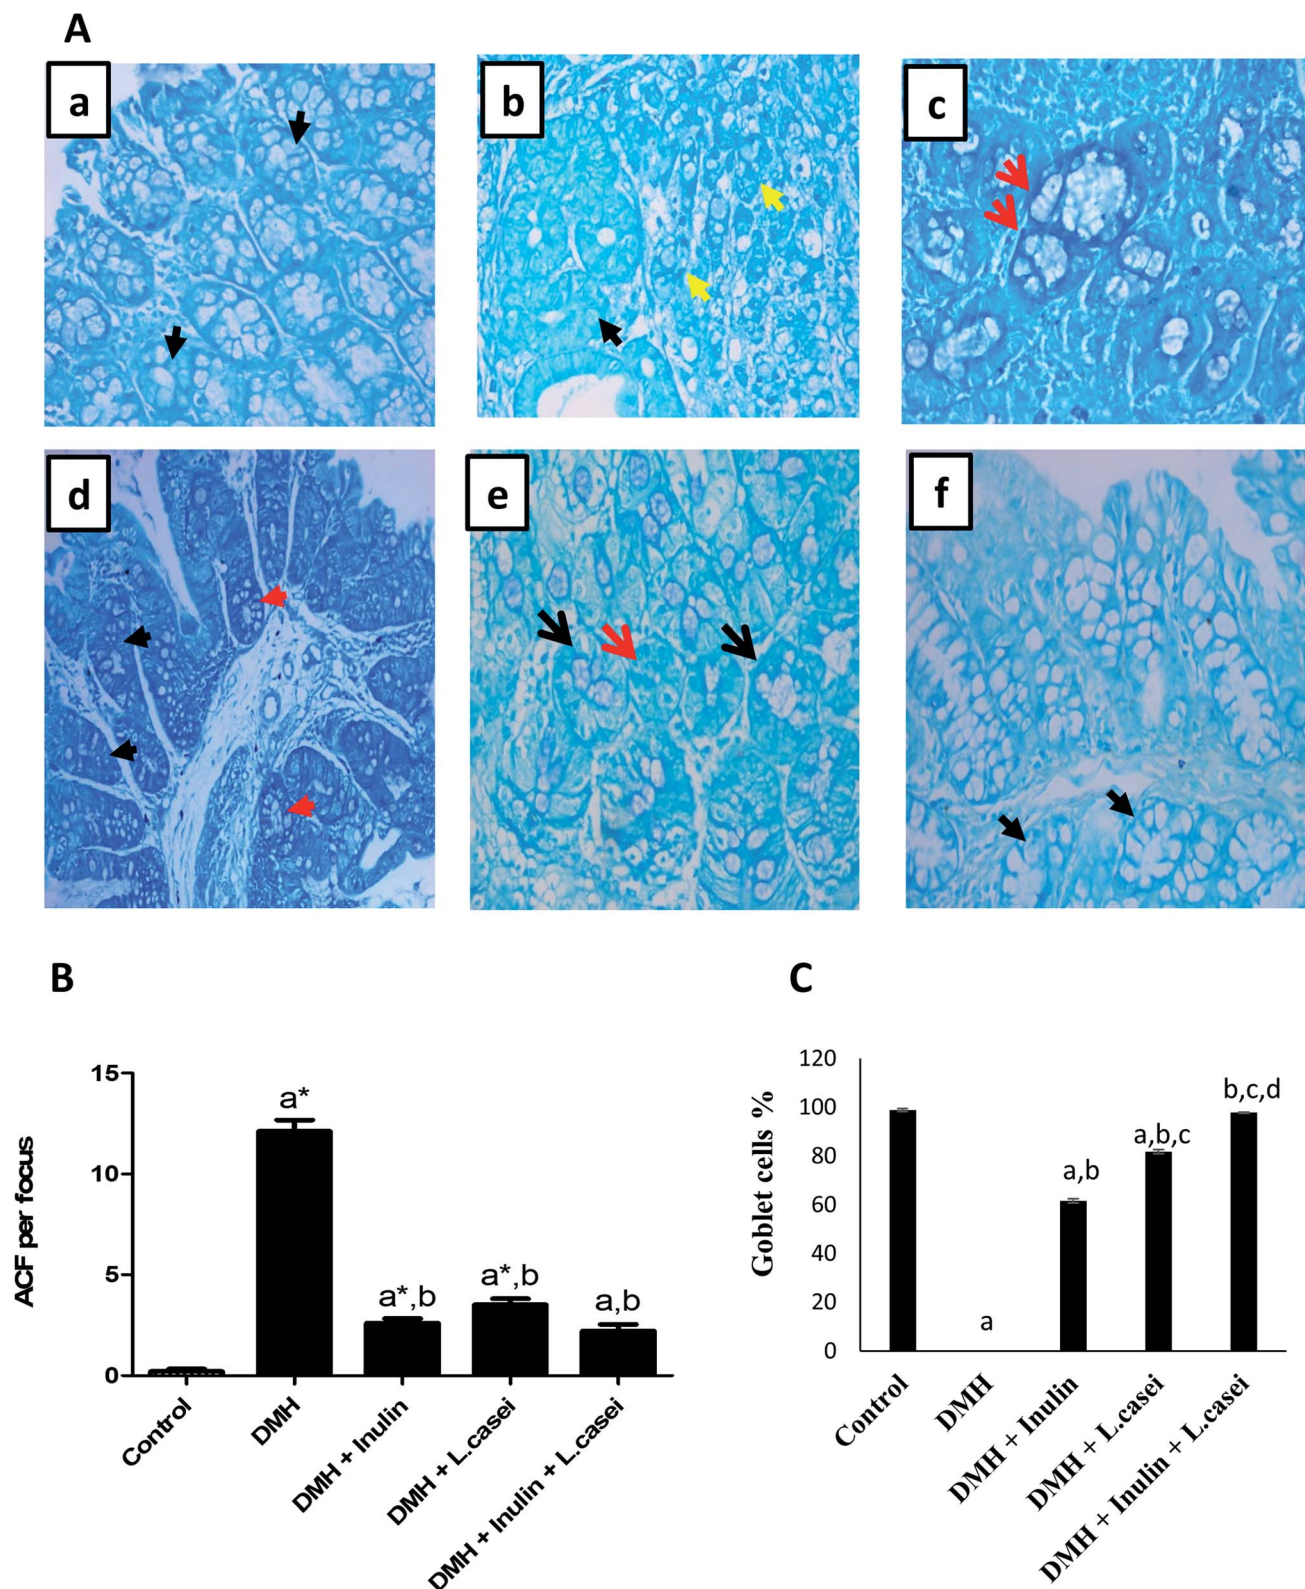 A
a
b
c
d
e
f
B
ACF per focus
15
10
5
0
a*
a*,b
a*,b
a,b
Control
DMH
DMH + Inulin
DMH + L.casei
DMH + Inulin + L.casei
C
Goblet cells %
120
100
80
60
40
20
0
a
a,b
a,b,c
b,c,d
Control
DMH
DMH + Inulin
DMH + L.casei
DMH + Inulin + L.casei